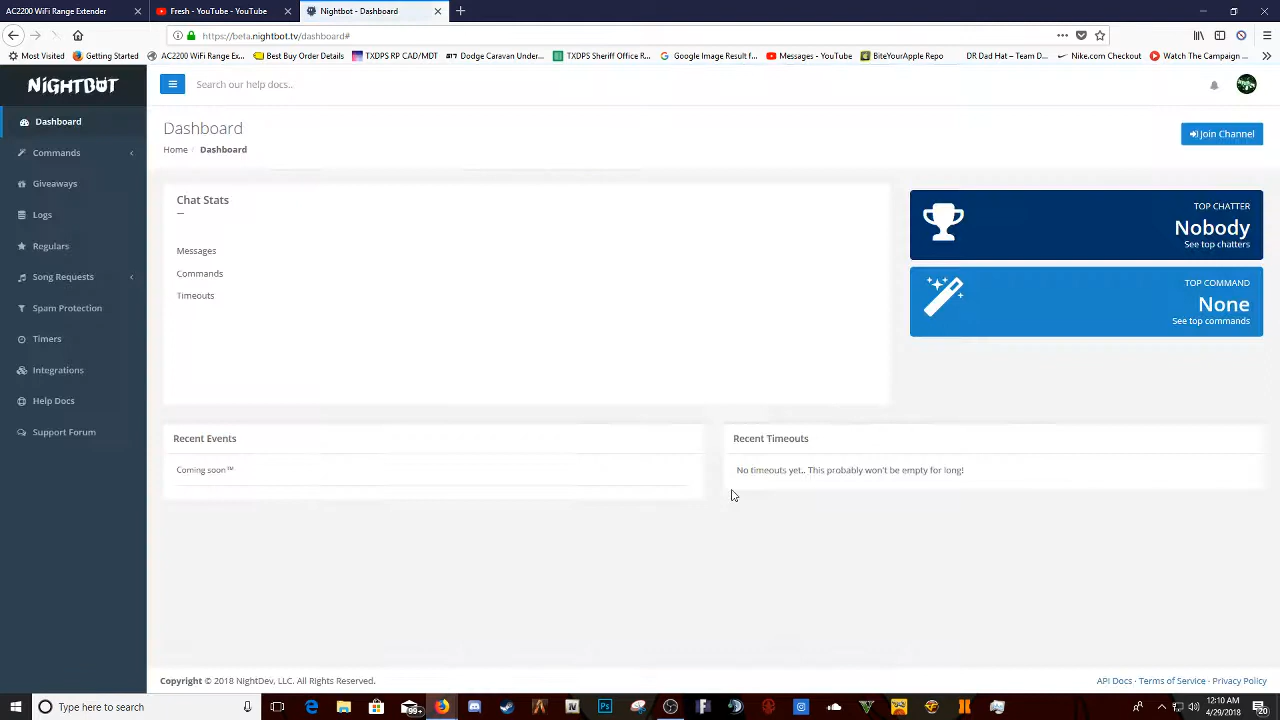 AC2200 WiFi Range Extender
Fresh - YouTube - YouTube
Nightbot - Dashboard
https://beta.nightbot.tv/dashboard#
Most Visited
Getting Started
AC2200 WiFi Range Ex...
Best Buy Order Details
TXDPS RP CAD/MDT
Dodge Caravan Unde...
TXDPS Sheriff Office R...
Google Image Result f...
Messages - YouTube
BiteYourApple Repo
DR Dad Hat – Team D...
Nike.com Checkout
Watch The Campaign ...
NIGHTBOT
Search our help docs..
Dashboard
Commands
Giveaways
Logs
Regulars
Song Requests
Spam Protection
Timers
Integrations
Help Docs
Support Forum
Dashboard
Home / Dashboard
Join Channel
Chat Stats
Messages
Commands
Timeouts
TOP CHATTER
Nobody
See top chatters
TOP COMMAND
None
See top commands
Recent Events
Coming soon™
Recent Timeouts
No timeouts yet.. This probably won't be empty for long!
Copyright © 2018 NightDev, LLC. All Rights Reserved.
API Docs · Terms of Service · Privacy Policy
Type here to search
99+
12:10 AM
4/29/2018